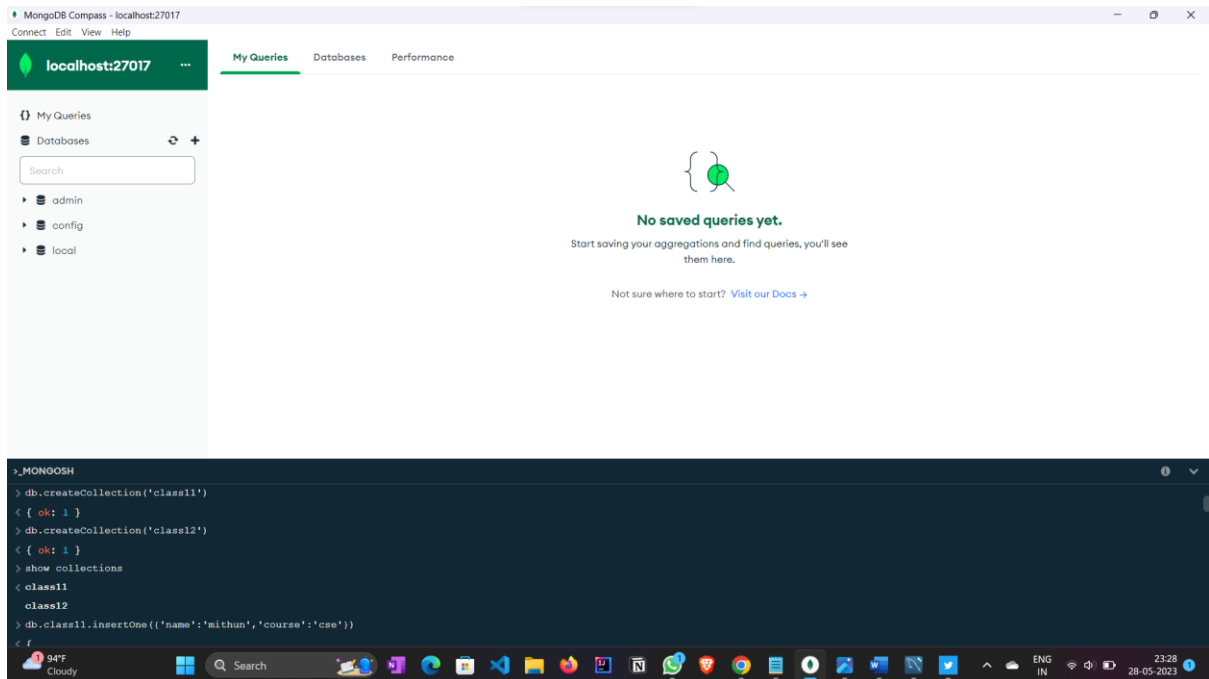 MongoDB Compass - localhost:27017
Connect Edit View Help
localhost:27017 ...
My Queries Databases Performance
{} My Queries
Databases
Search
admin
config
local
No saved queries yet.
Start saving your aggregations and find queries, you'll see
them here.
Not sure where to start? Visit our Docs →
>_MONGOSH
> db.createCollection('class11')
< { ok: 1 }
> db.createCollection('class12')
< { ok: 1 }
> show collections
< class11
class12
> db.class11.insertOne({'name':'mithun','course':'cse'})
< {
1 94°F
Cloudy
Search
1
ENG
IN
23:28
28-05-2023
1